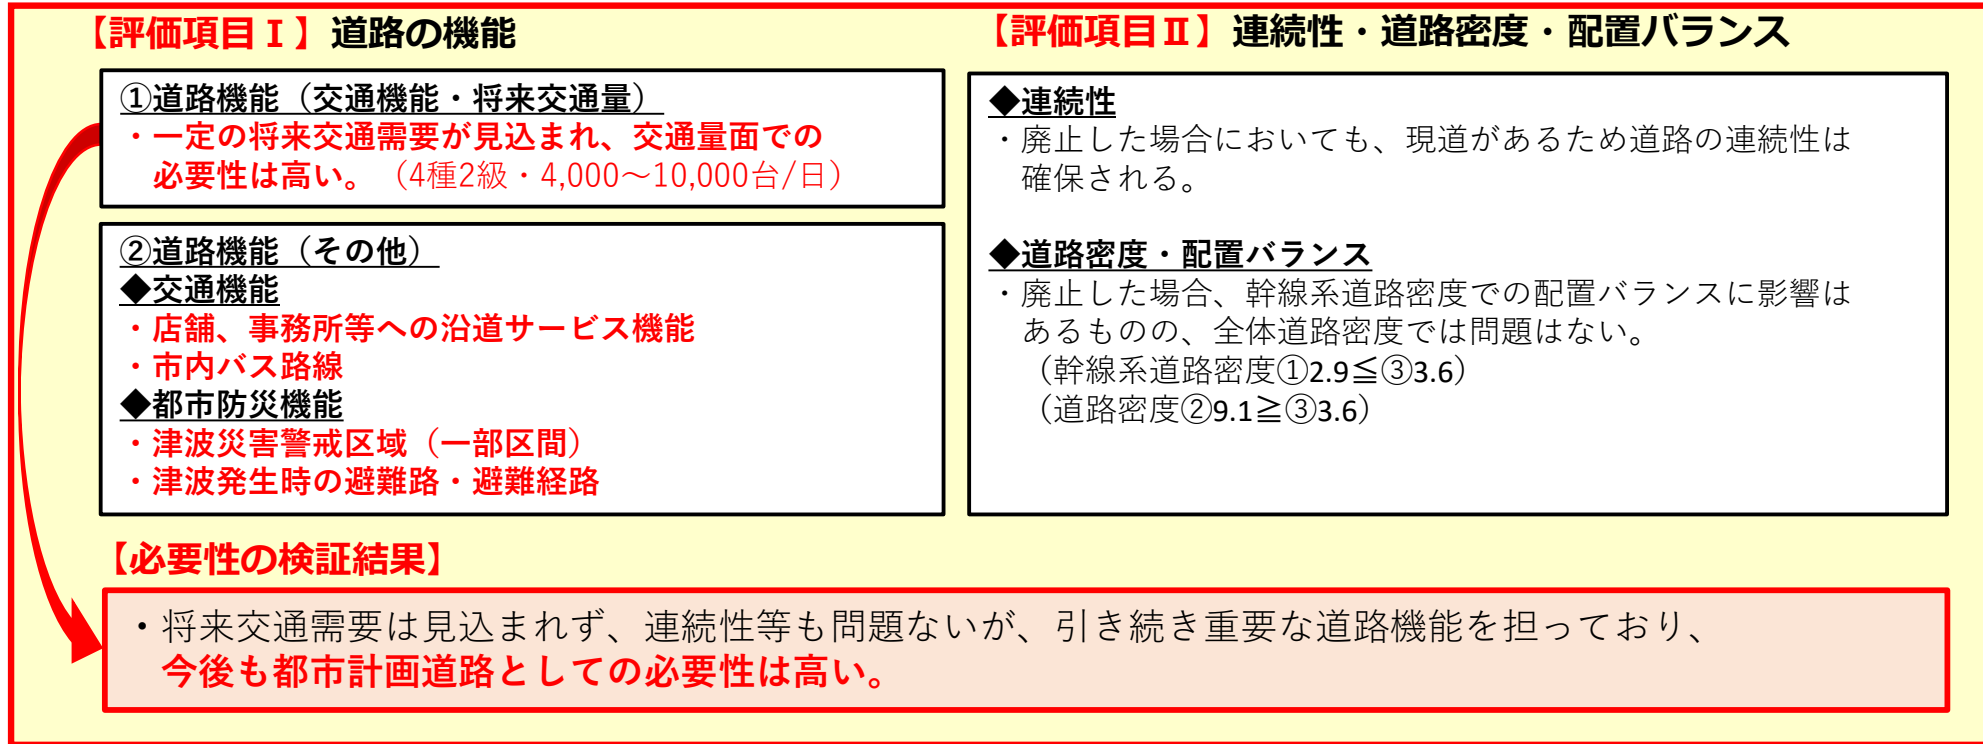 【評価項目Ⅰ】道路の機能
①道路機能（交通機能・将来交通量）
・一定の将来交通需要が見込まれ、交通量面での
必要性は高い。（4種2級・4,000～10,000台/日）
②道路機能（その他）
◆交通機能
・店舗、事務所等への沿道サービス機能
・市内バス路線
◆都市防災機能
・津波災害警戒区域（一部区間）
・津波発生時の避難路・避難経路
【評価項目Ⅱ】連続性・道路密度・配置バランス
◆連続性
・廃止した場合においても、現道があるため道路の連続性は
確保される。
◆道路密度・配置バランス
・廃止した場合、幹線系道路密度での配置バランスに影響は
あるものの、全体道路密度では問題はない。
（幹線系道路密度①2.9≦③3.6）
（道路密度②9.1≧③3.6）
【必要性の検証結果】
・将来交通需要は見込まれず、連続性等も問題ないが、引き続き重要な道路機能を担っており、
今後も都市計画道路としての必要性は高い。